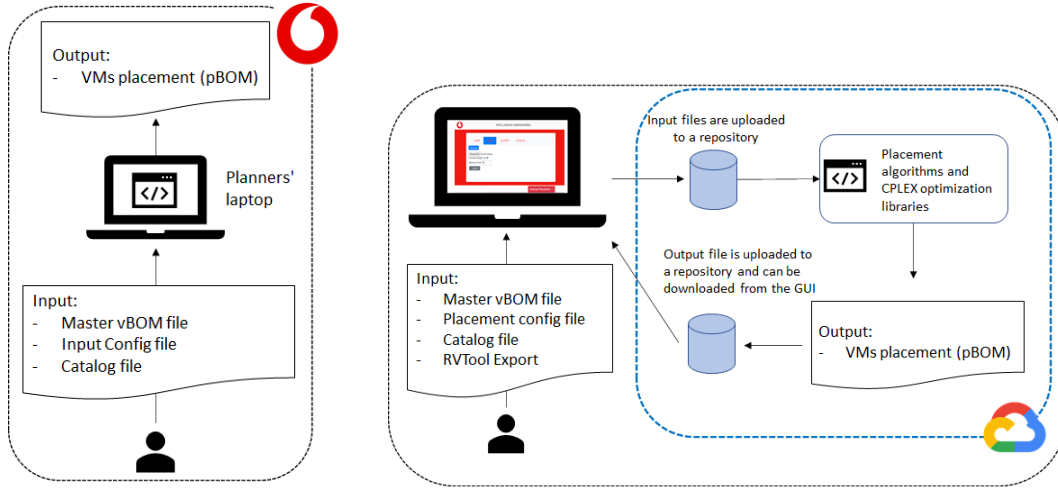 Output:
- VMs placement (pBOM)
</>
Planners'
laptop
Input:
- Master vBOM file
- Input Config file
- Catalog file
Input files are uploaded
to a repository
</>
Placement
algorithms and
CPLEX optimization
libraries
Output file is uploaded to
a repository and can be
downloaded from the GUI
Input:
- Master vBOM file
- Placement config file
- Catalog file
- RVTool Export
Output:
- VMs placement (pBOM)